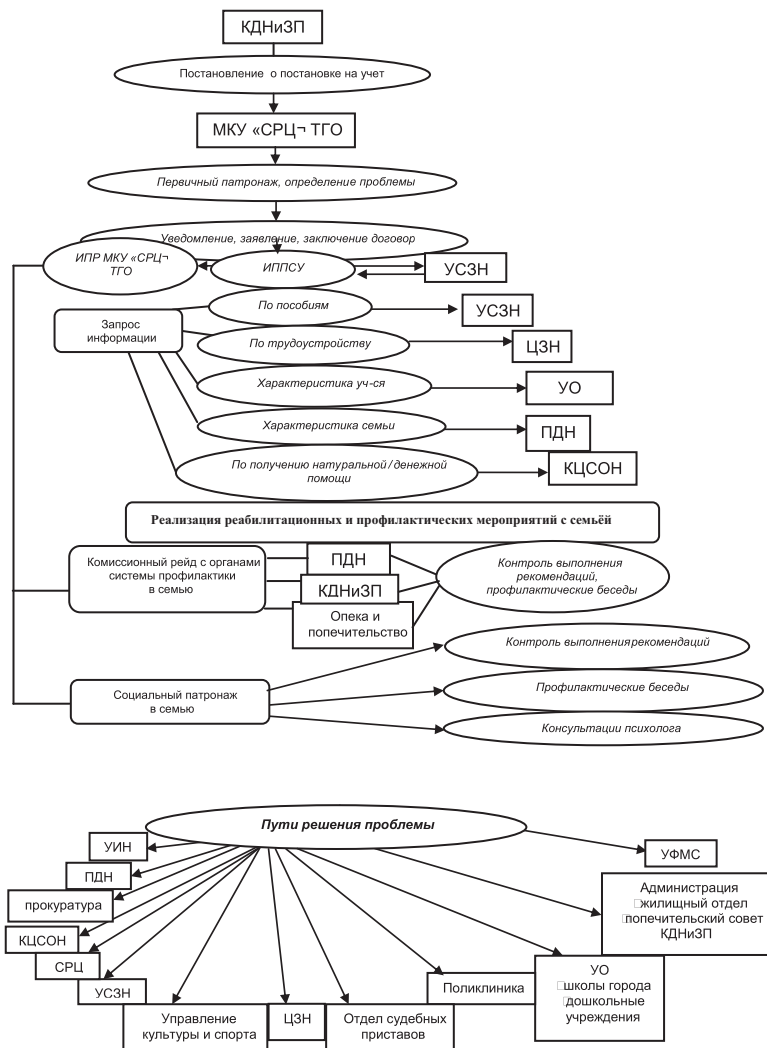 КДНиЗП
Постановление о постановке на учет
МКУ «СРЦ¬ ТГО
Первичный патронаж, определение проблемы
Уведомление, заявление, заключение договор
ИПР МКУ «СРЦ¬
ТГО
ИППСУ
УСЗН
По пособиям
УСЗН
Запрос
информации
По трудоустройству
ЦЗН
Характеристика уч-ся
УО
Характеристика семьи
ПДН
По получению натуральной/денежной
помощи
КЦСОН
Реализация реабилитационных и профилактических мероприятий с семьёй
Комиссионный рейд с органами
системы профилактики
в семью
ПДН
КДНиЗП
Опека и
попечительство
Контроль выполнения
рекомендаций,
профилактические беседы
Контроль выполнения рекомендаций
Социальный патронаж
в семью
Профилактические беседы
Консультации психолога
Пути решения проблемы
УИН
УФМС
ПДН
прокуратура
Администрация
жилищный отдел
попечительский совет
КДНиЗП
КЦСОН
СРЦ
УСЗН
Поликлиника
УО
школы города
дошкольные
учреждения
Управление
культуры и спорта
ЦЗН
Отдел судебных
приставов